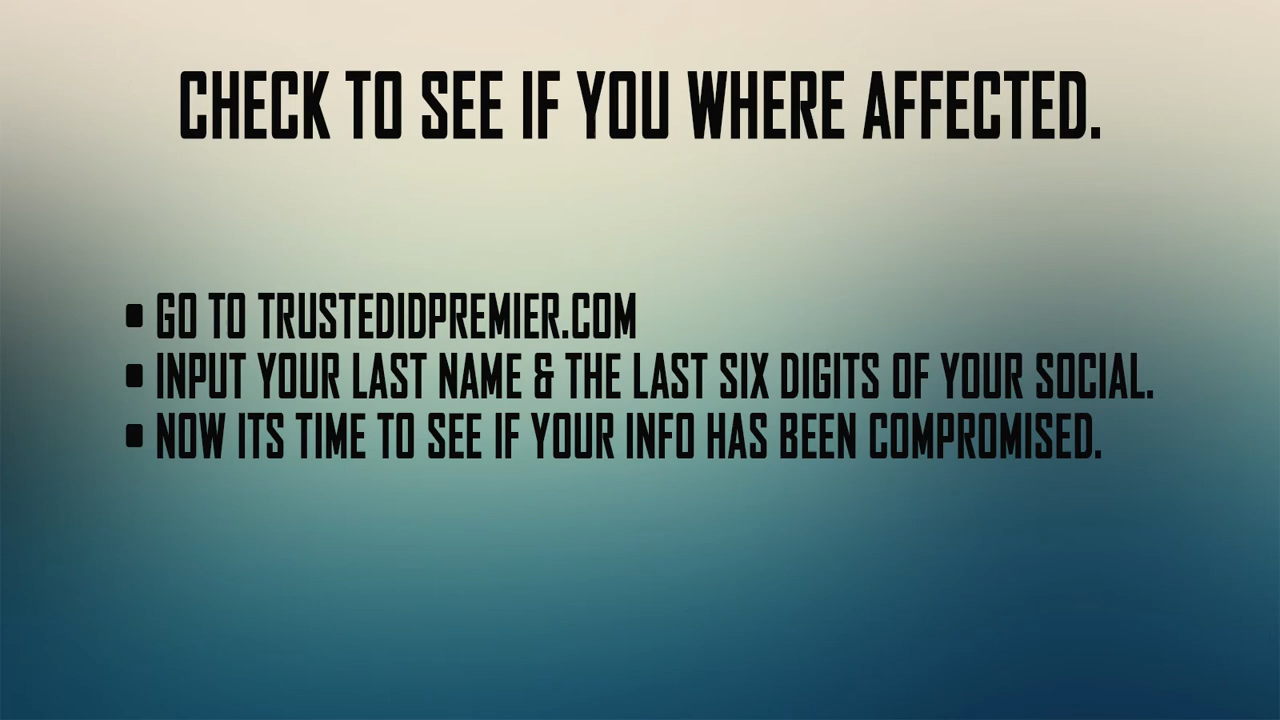 CHECK TO SEE IF YOU WHERE AFFECTED.
• GO TO TRUSTEDIDPREMIER.COM
• INPUT YOUR LAST NAME & THE LAST SIX DIGITS OF YOUR SOCIAL.
• NOW ITS TIME TO SEE IF YOUR INFO HAS BEEN COMPROMISED.